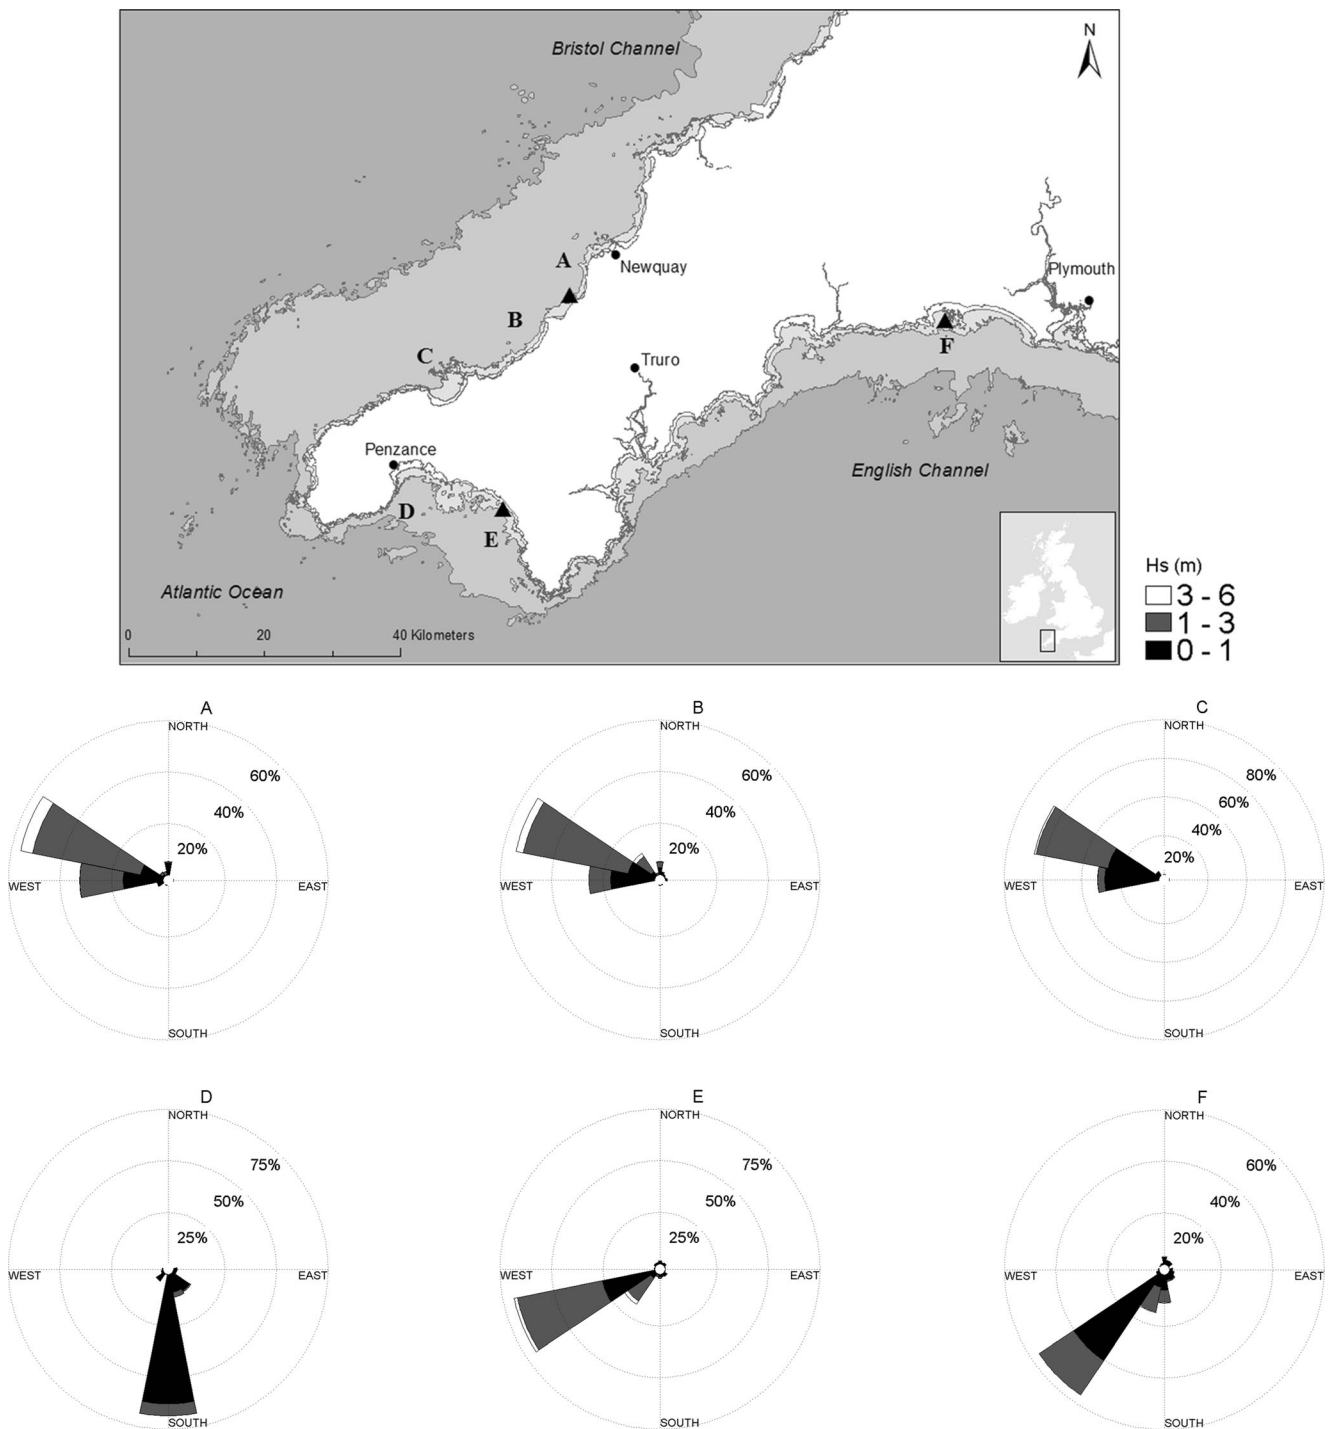 Bristol Channel
N
A
Newquay
Plymouth
B
C
F
Truro
Penzance
English Channel
D
E
Atlantic Ocean
0 20 40 Kilometers
Hs (m)
3 - 6
1 - 3
0 - 1
A
NORTH
60%
40%
20%
WEST
EAST
SOUTH
B
NORTH
60%
40%
20%
WEST
EAST
SOUTH
C
NORTH
80%
60%
40%
20%
WEST
EAST
SOUTH
D
NORTH
75%
50%
25%
WEST
EAST
SOUTH
E
NORTH
75%
50%
25%
WEST
EAST
SOUTH
F
NORTH
60%
40%
20%
WEST
EAST
SOUTH